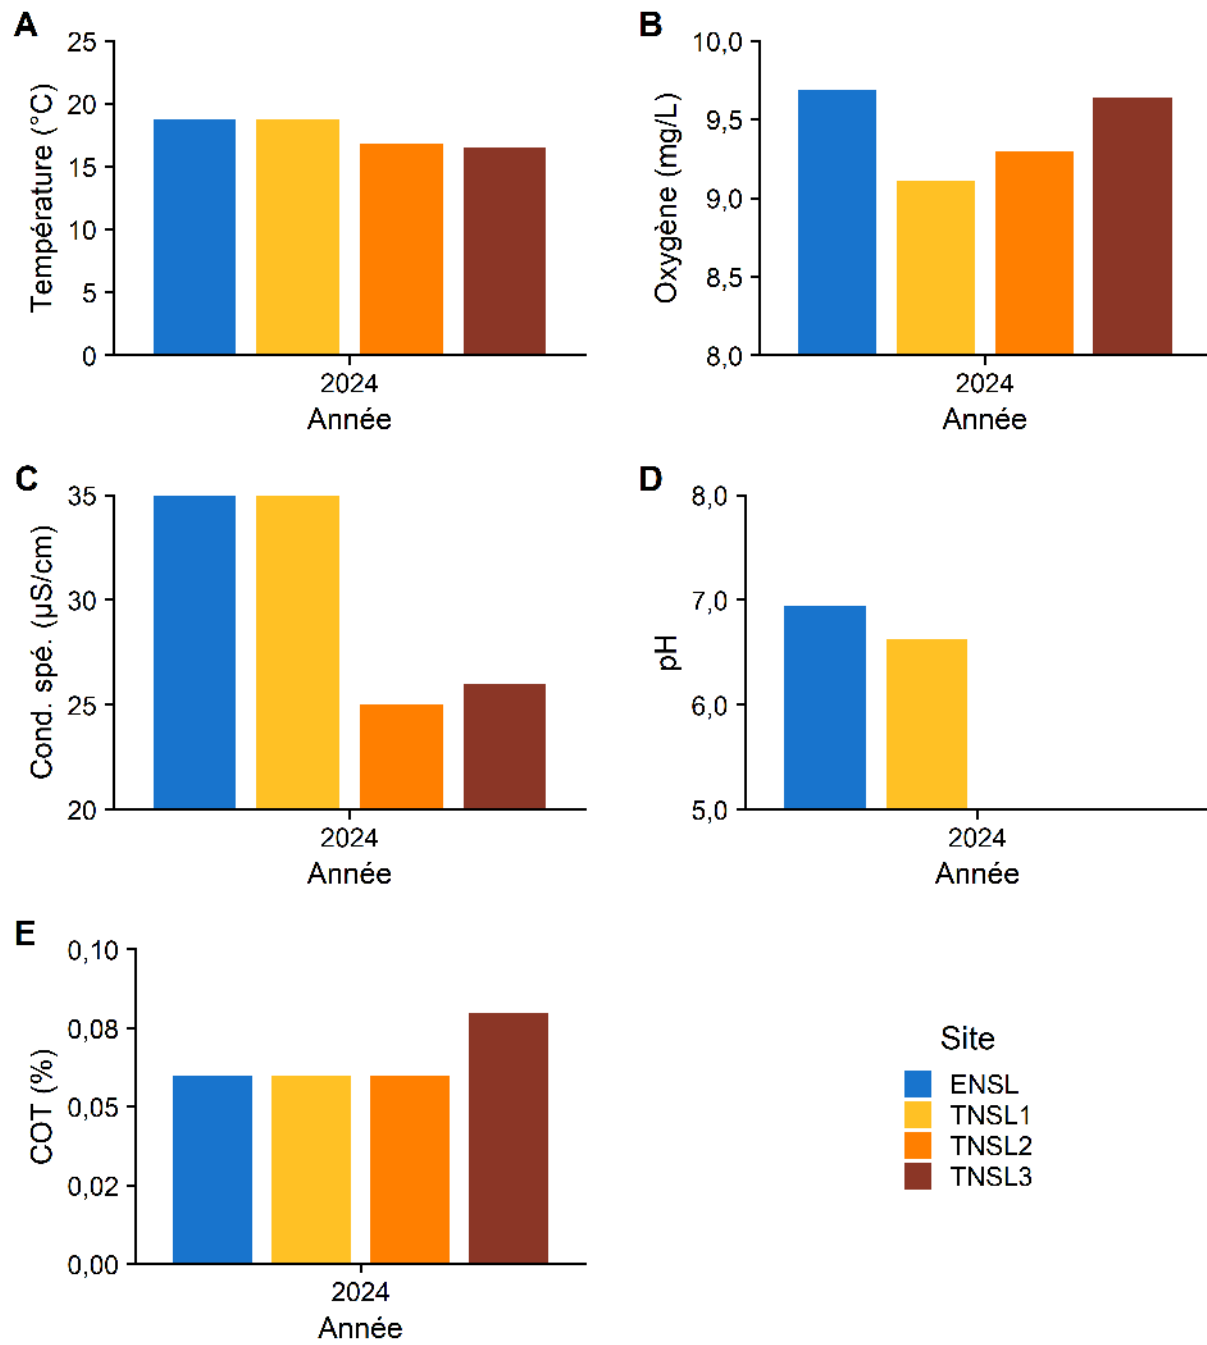 A
Température (°C)
25
20
15
10
5
0
2024
Année
B
Oxygène (mg/L)
10,0
9,5
9,0
8,5
8,0
2024
Année
C
Cond. spé. (µS/cm)
35
30
25
20
2024
Année
D
pH
8,0
7,0
6,0
5,0
2024
Année
E
COT (%)
0,10
0,08
0,05
0,02
0,00
2024
Année
Site
ENSL
TNSL1
TNSL2
TNSL3